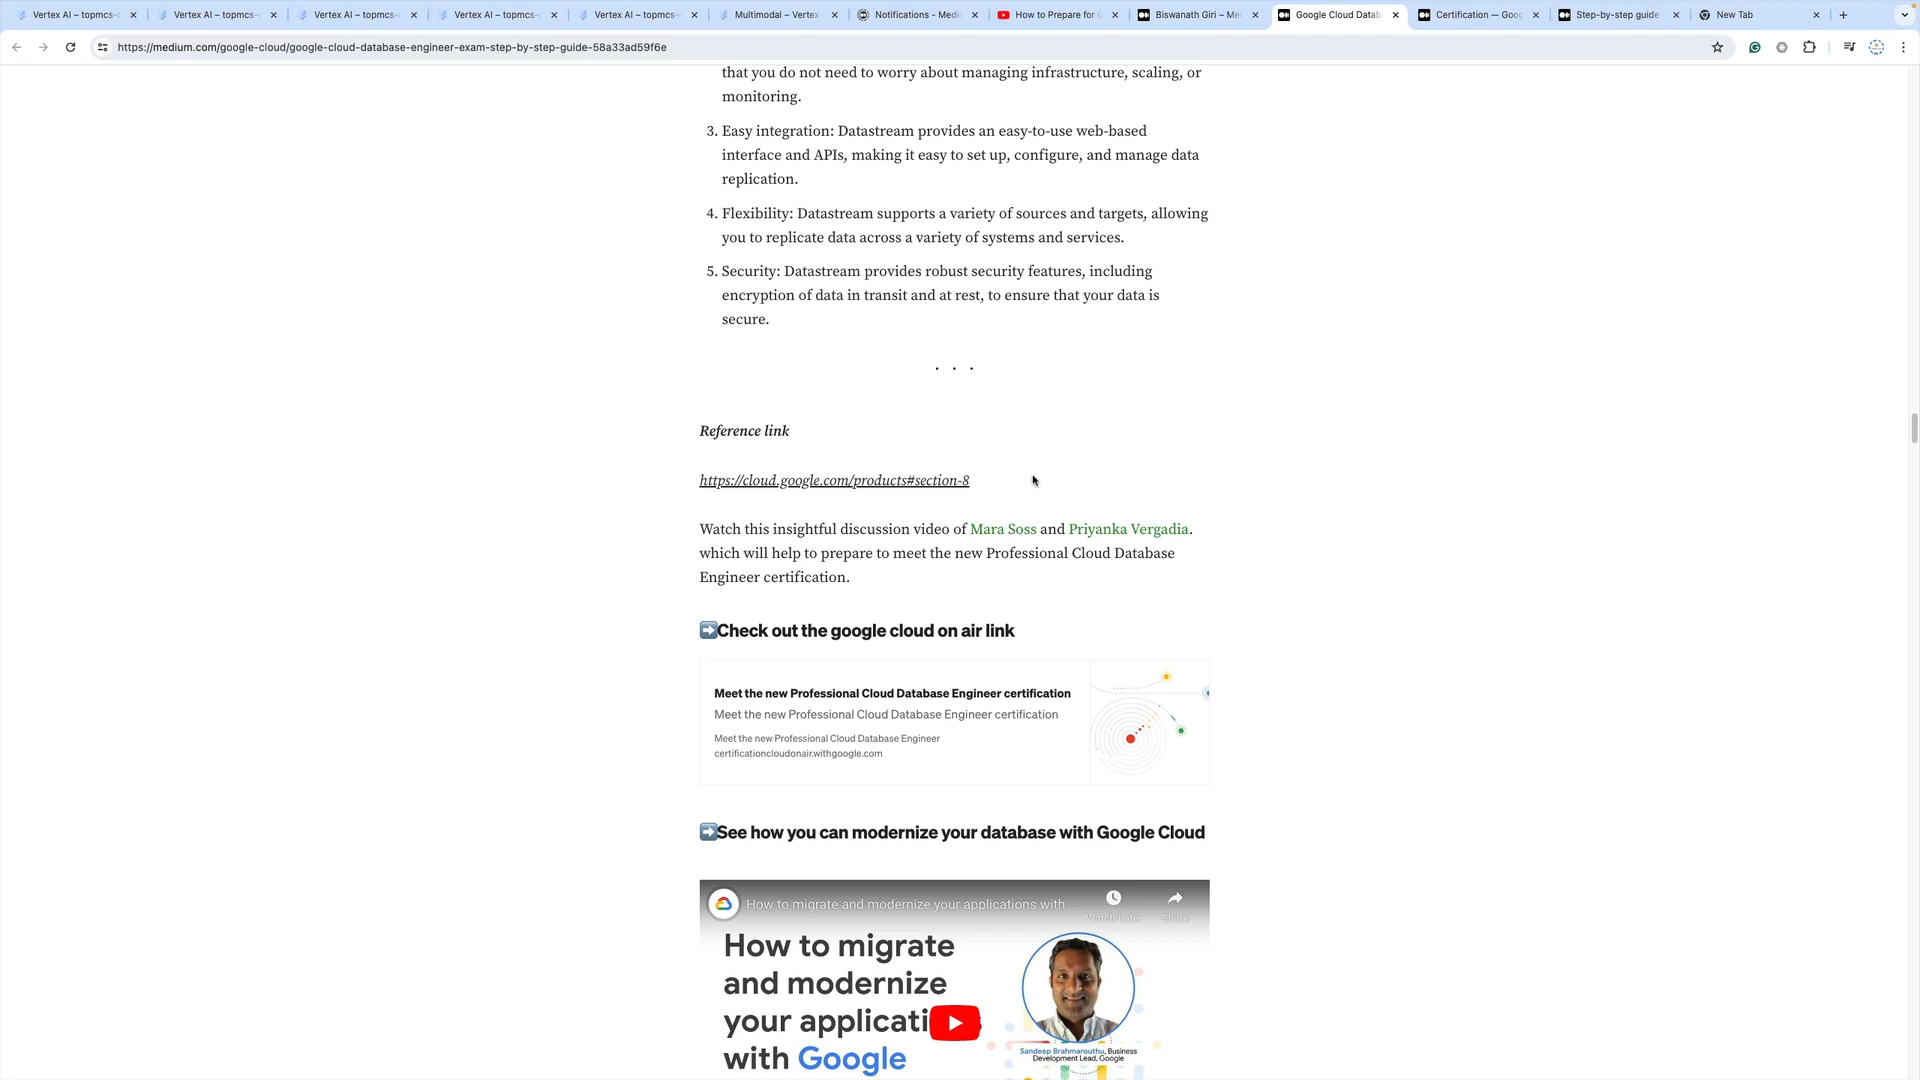 Vertex AI – topmcs-
Vertex AI – topmcs-
Vertex AI – topmcs-
Vertex AI – topmcs-
Vertex AI – topmcs-
Multimodal – Vertex
Notifications - Medi
How to Prepare for
Biswanath Giri – Me
Google Cloud Datab
Certification — Goog
Step-by-step guide
New Tab
https://medium.com/google-cloud/google-cloud-database-engineer-exam-step-by-step-guide-58a33ad59f6e
that you do not need to worry about managing infrastructure, scaling, or
monitoring.
3. Easy integration: Datastream provides an easy-to-use web-based
interface and APIs, making it easy to set up, configure, and manage data
replication.
4. Flexibility: Datastream supports a variety of sources and targets, allowing
you to replicate data across a variety of systems and services.
5. Security: Datastream provides robust security features, including
encryption of data in transit and at rest, to ensure that your data is
secure.
. . .
Reference link
https://cloud.google.com/products#section-8
Watch this insightful discussion video of Mara Soss and Priyanka Vergadia.
which will help to prepare to meet the new Professional Cloud Database
Engineer certification.
➡️Check out the google cloud on air link
Meet the new Professional Cloud Database Engineer certification
Meet the new Professional Cloud Database Engineer certification
Meet the new Professional Cloud Database Engineer
certificationcloudonair.withgoogle.com
➡️See how you can modernize your database with Google Cloud
How to migrate and modernize your applications with ...
Watch Later
Share
How to migrate
and modernize
your applicati
with Google
Sandeep Brahmarouthu, Business
Development Lead, Google